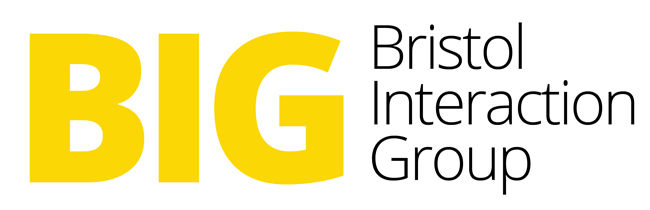 BIG
Bristol
Interaction
Group